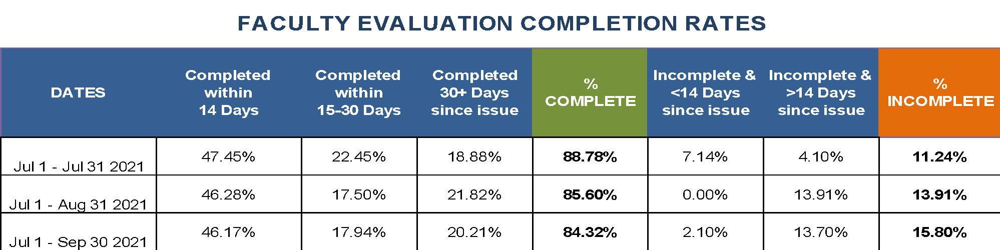 FACULTY EVALUATION COMPLETION RATES
DATES
Completed
within
14 Days
Completed
within
15-30 Days
Completed
30+ Days
since issue
%
COMPLETE
Incomplete &
<14 Days
since issue
Incomplete &
>14 Days
since issue
%
INCOMPLETE
Jul 1 - Jul 31 2021 47.45% 22.45% 18.88% 88.78% 7.14% 4.10% 11.24%
Jul 1 - Aug 31 2021 46.28% 17.50% 21.82% 85.60% 0.00% 13.91% 13.91%
Jul 1 - Sep 30 2021 46.17% 17.94% 20.21% 84.32% 2.10% 13.70% 15.80%